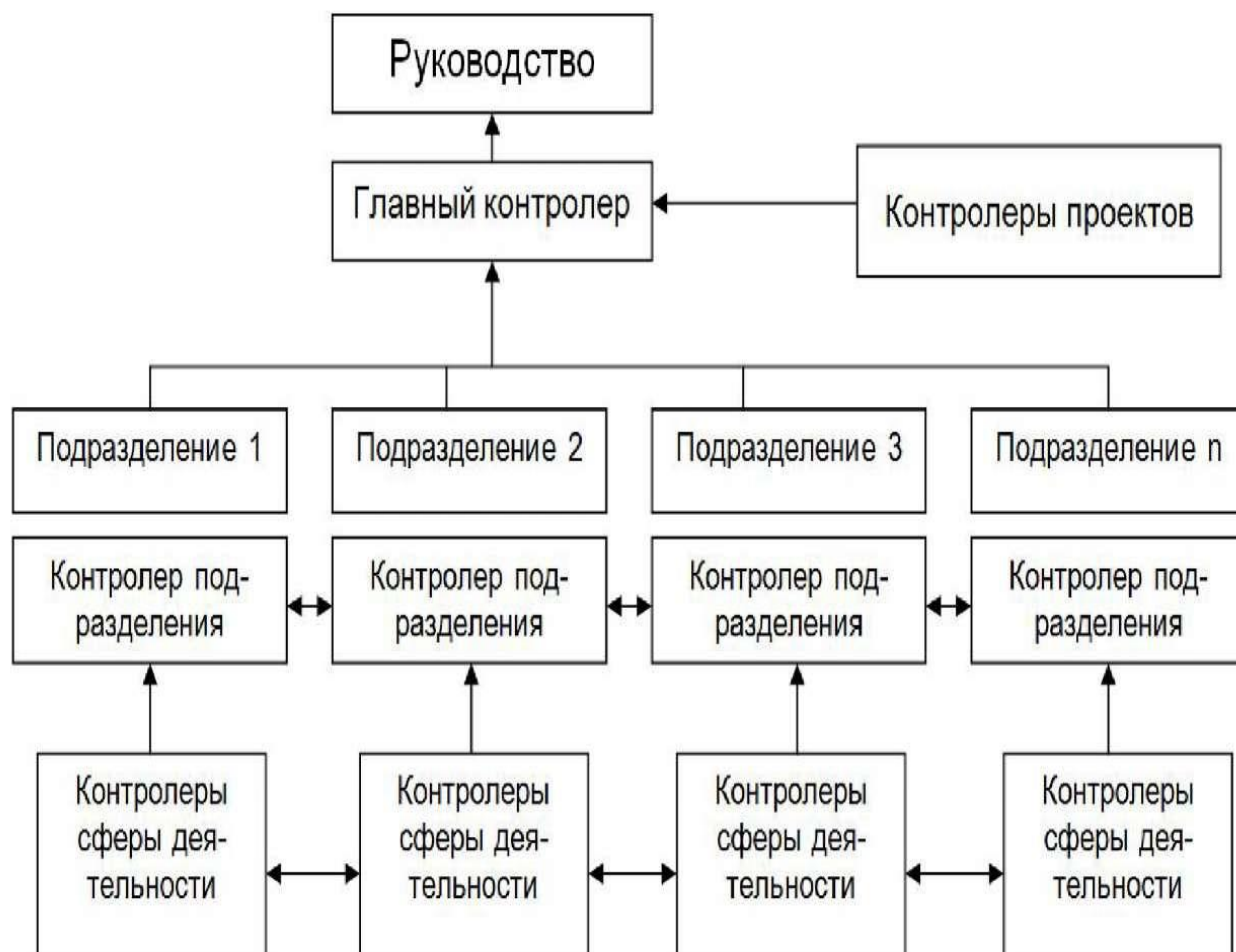 Руководство
Главный контролер
Контролеры проектов
Подразделение 1
Подразделение 2
Подразделение 3
Подразделение n
Контролер под-
разделения
Контролер под-
разделения
Контролер под-
разделения
Контролер под-
разделения
Контролеры
сферы дея-
тельности
Контролеры
сферы дея-
тельности
Контролеры
сферы дея-
тельности
Контролеры
сферы дея-
тельности